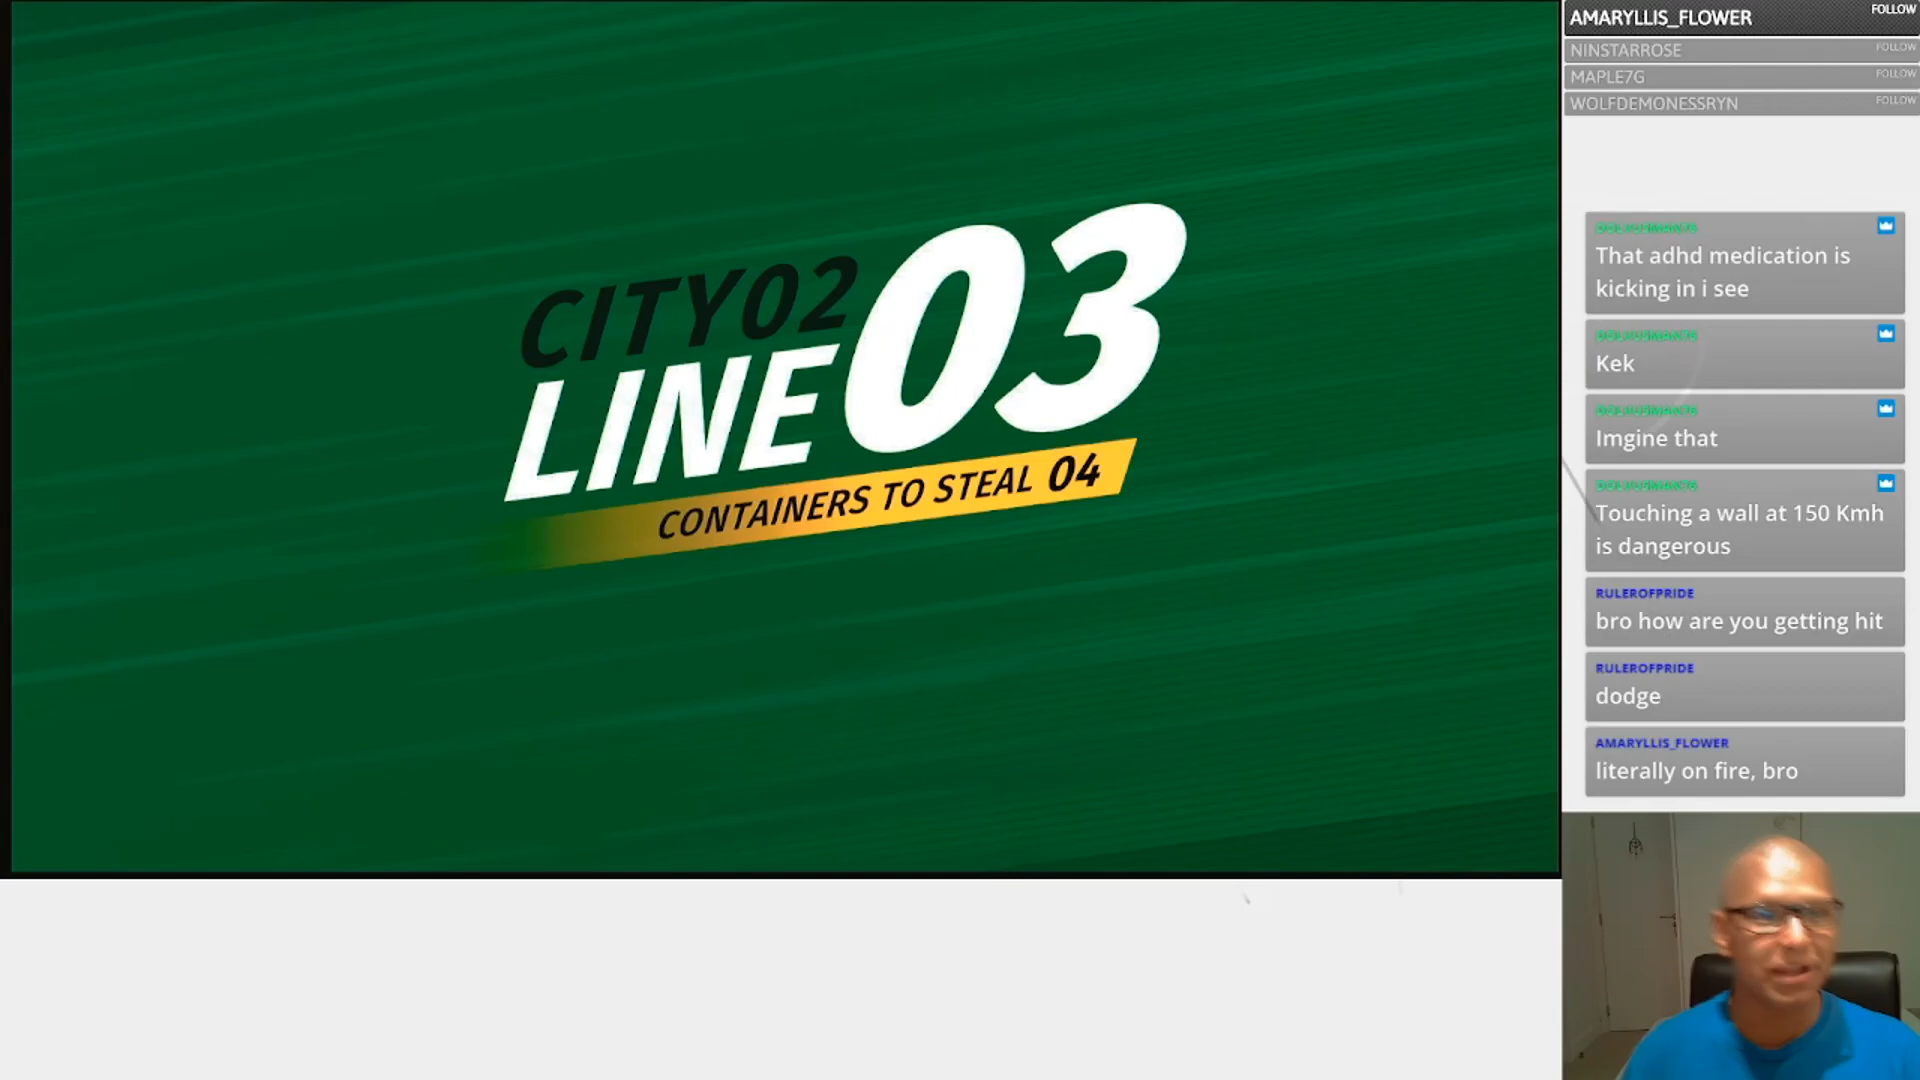 CITY02
LINE 03
CONTAINERS TO STEAL 04
AMARYLLIS_FLOWER FOLLOW
NINSTARROSE FOLLOW
MAPLE7G FOLLOW
WOLFDEMONESSRYN FOLLOW
That adhd medication is
kicking in i see
Kek
Imgine that
Touching a wall at 150 Kmh
is dangerous
RULEROFPRIDE
bro how are you getting hit
RULEROFPRIDE
dodge
AMARYLLIS_FLOWER
literally on fire, bro